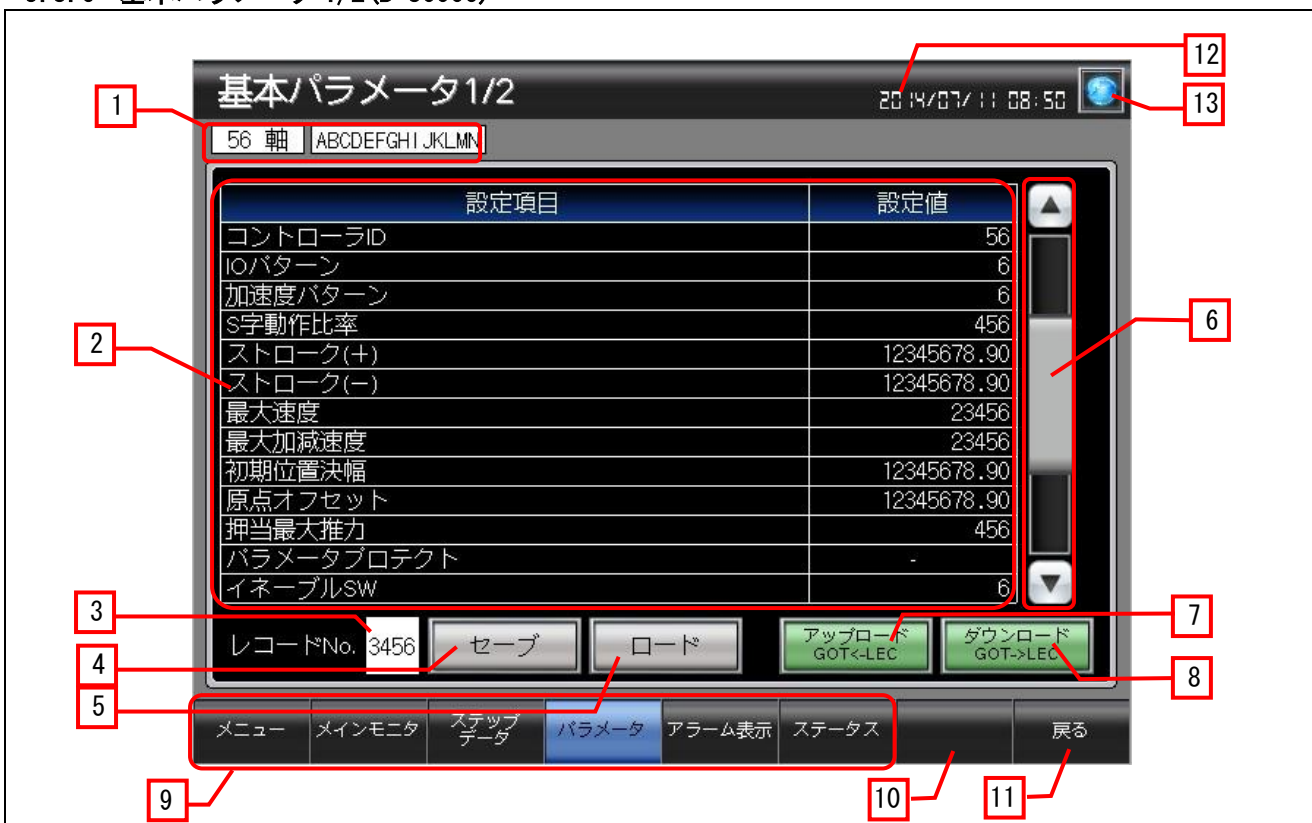 基本パラメータ 1/2(B-30006)
12
基本パラメータ1/2
2014/07/11 08:50
13
1
56 軸 ABCDEFGHIJKLMN
設定項目 設定値
コントローラID 56
IOパターン 6
加速度パターン 6
S字動作比率 456
6
2
ストローク(+) 12345678.90
ストローク(−) 12345678.90
最大速度 23456
最大加減速度 23456
初期位置決幅 12345678.90
原点オフセット 12345678.90
押当最大推力 456
パラメータプロテクト -
イネーブルSW 6
3
7
レコードNo. 3456 セーブ ロード アップロード GOT<-LEC ダウンロード GOT->LEC
4
8
5
メニュー メインモニタ ステップデータ パラメータ アラーム表示 ステータス 戻る
9
10
11